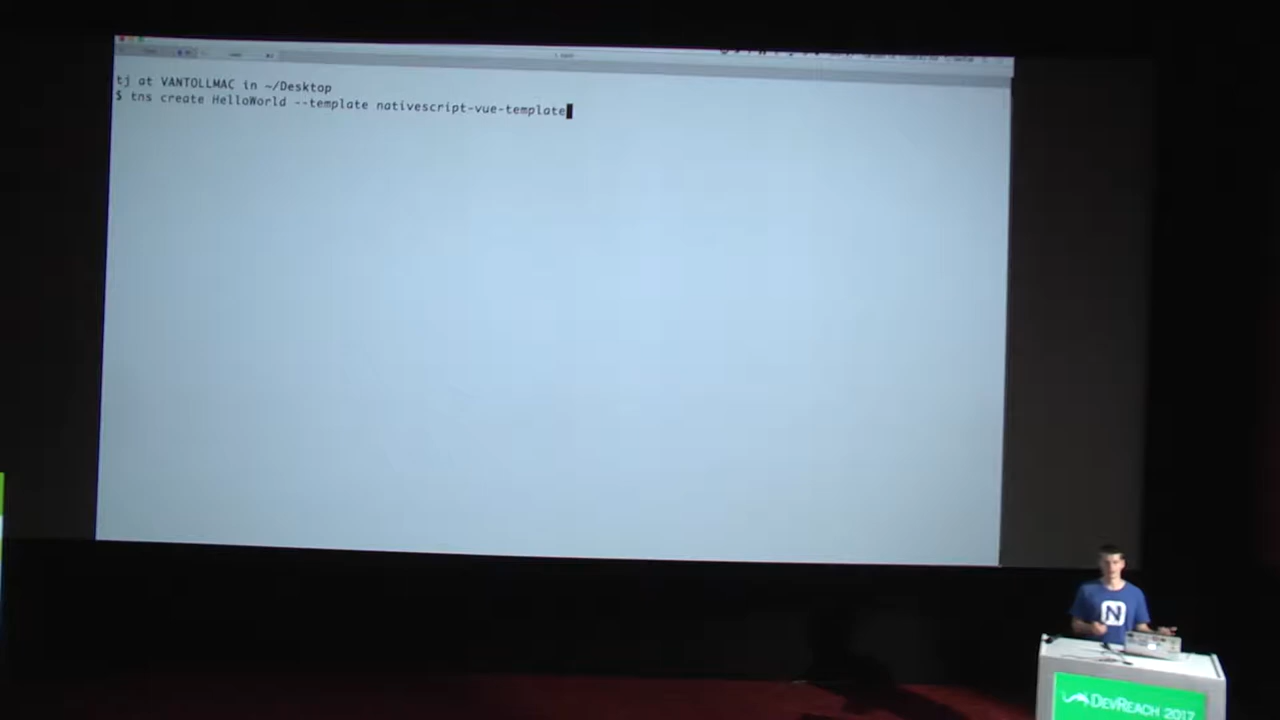 tj at VANTOLLMAC in ~/Desktop
$ tns create HelloWorld --template nativescript-vue-template
N
DEVREACH 2017